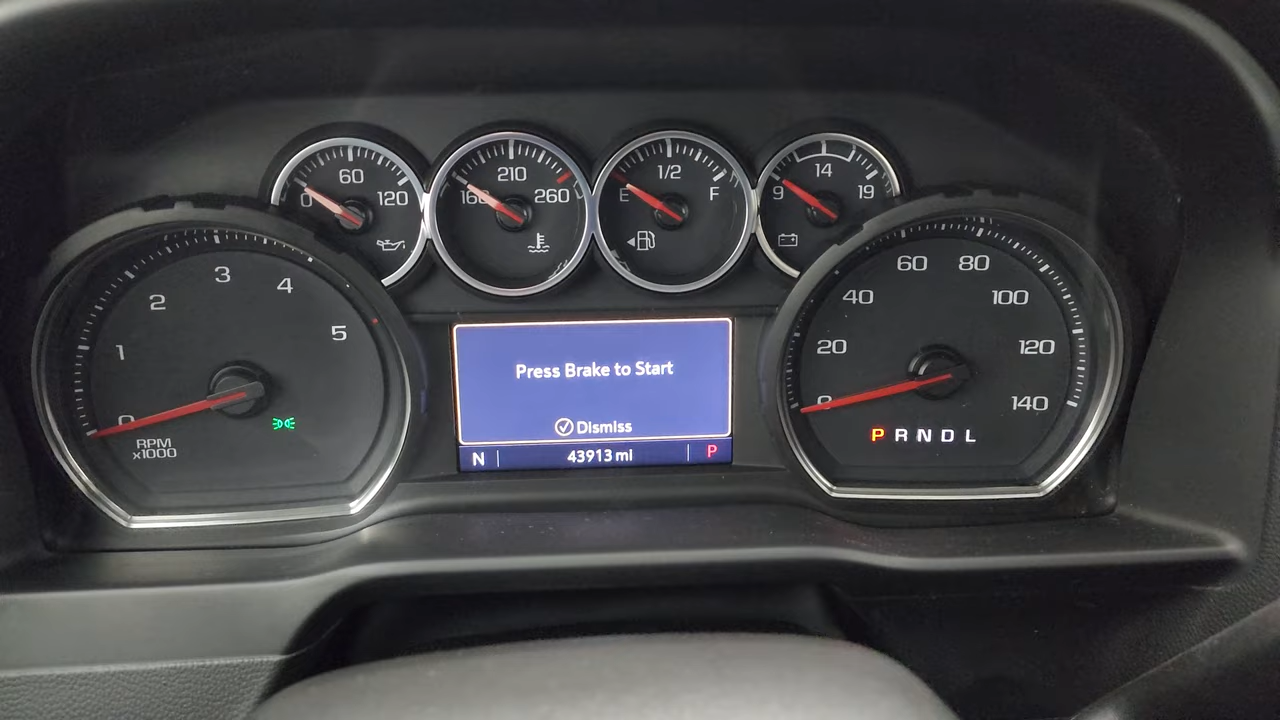 0 60 120
160 210 260
E 1/2 F
9 14 19
0 1 2 3 4 5
RPM
x1000
Press Brake to Start
Dismiss
N 43913 mi P
0 20 40 60 80 100 120 140
P R N D L